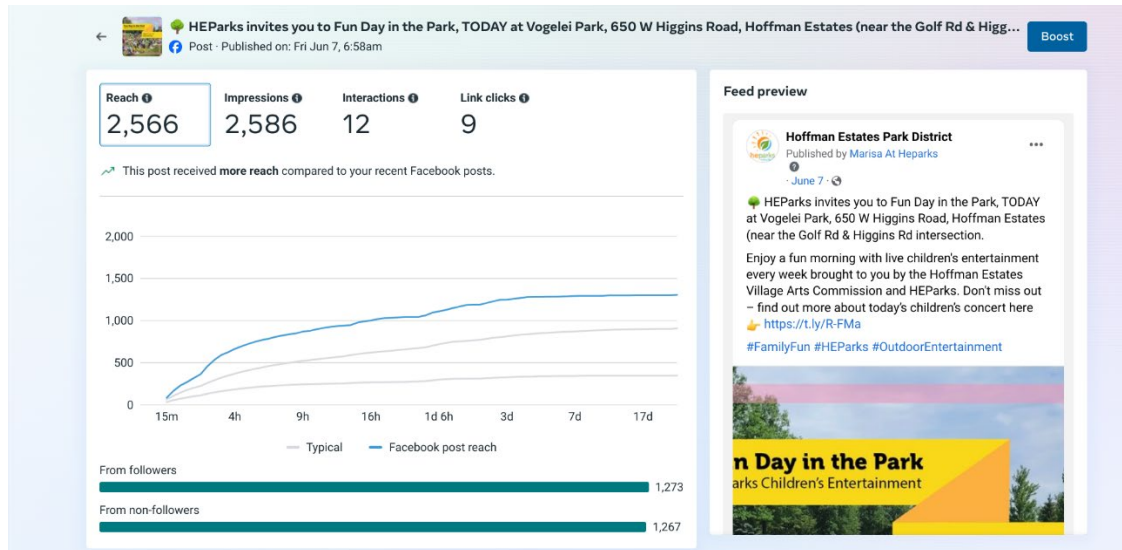 🌳 HEParks invites you to Fun Day in the Park, TODAY at Vogelei Park, 650 W Higgins Road, Hoffman Estates (near the Golf Rd & Higg...
Post · Published on: Fri Jun 7, 6:58am
Boost
Reach
2,566
Impressions
2,586
Interactions
12
Link clicks
9
This post received more reach compared to your recent Facebook posts.
2,000
1,500
1,000
500
0
15m 4h 9h 16h 1d 6h 3d 7d 17d
Typical Facebook post reach
From followers
1,273
From non-followers
1,267
Feed preview
heparks
Hoffman Estates Park District
Published by Marisa At Heparks
· June 7 ·
🌳 HEParks invites you to Fun Day in the Park, TODAY
at Vogelei Park, 650 W Higgins Road, Hoffman Estates
(near the Golf Rd & Higgins Rd intersection.
Enjoy a fun morning with live children's entertainment
every week brought to you by the Hoffman Estates
Village Arts Commission and HEParks. Don't miss out
– find out more about today's children's concert here
👉 https://t.ly/R-FMa
#FamilyFun #HEParks #OutdoorEntertainment
n Day in the Park
arks Children's Entertainment